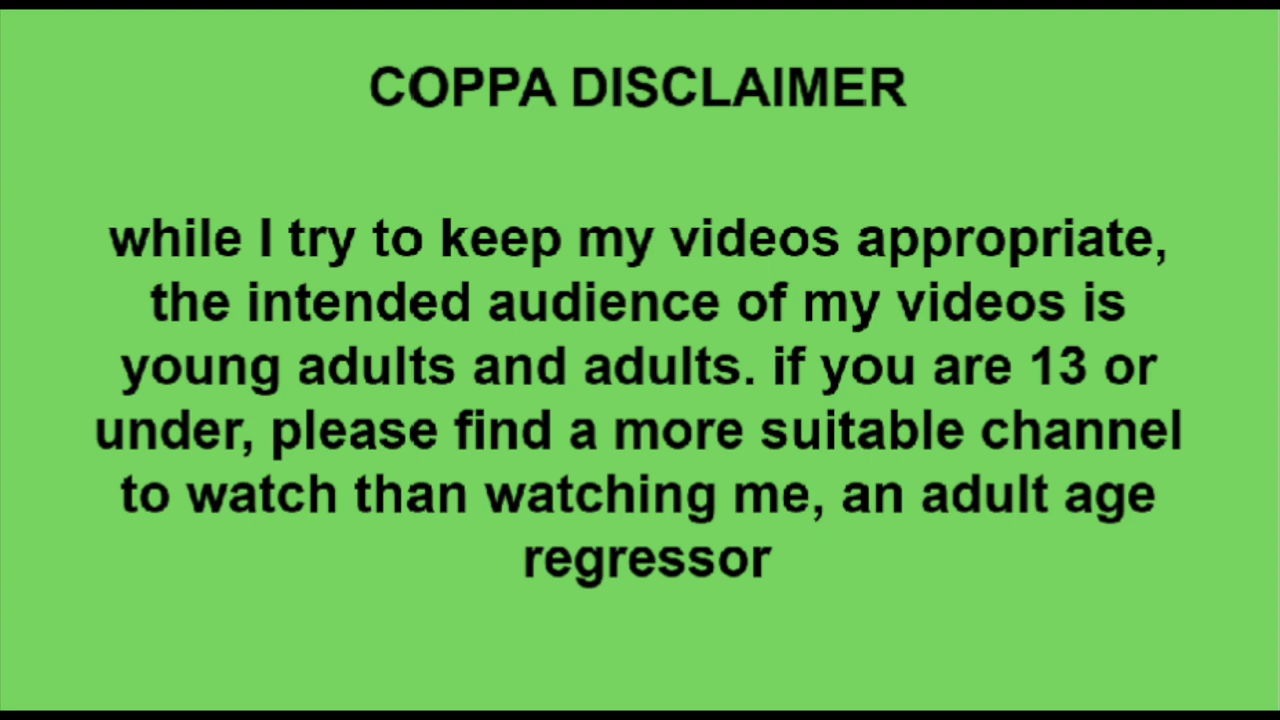 COPPA DISCLAIMER
while I try to keep my videos appropriate,
the intended audience of my videos is
young adults and adults. if you are 13 or
under, please find a more suitable channel
to watch than watching me, an adult age
regressor